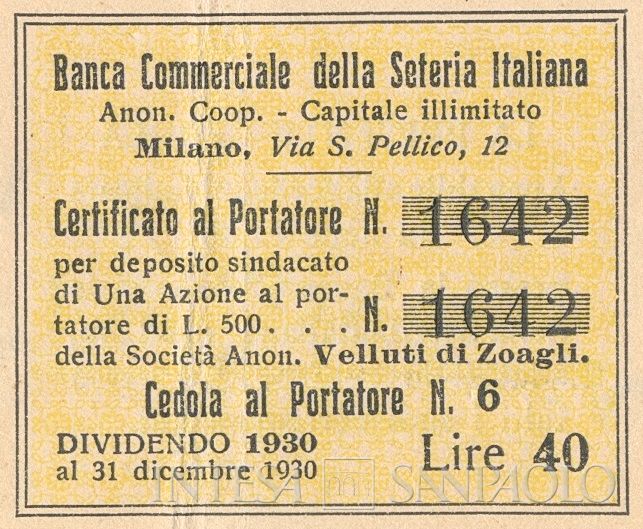 Banca Commerciale della Seteria Italiana
Anon. Coop. - Capitale illimitato
Milano, Via S. Pellico, 12
Certificato al Portatore N. 1642
per deposito sindacato
di Una Azione al por-
tatore di L. 500 . . . N. 1642
della Società Anon. Velluti di Zoagli.
Cedola al Portatore N. 6
DIVIDENDO 1930
al 31 dicembre 1930 Lire 40
INTESA SANPAOLO